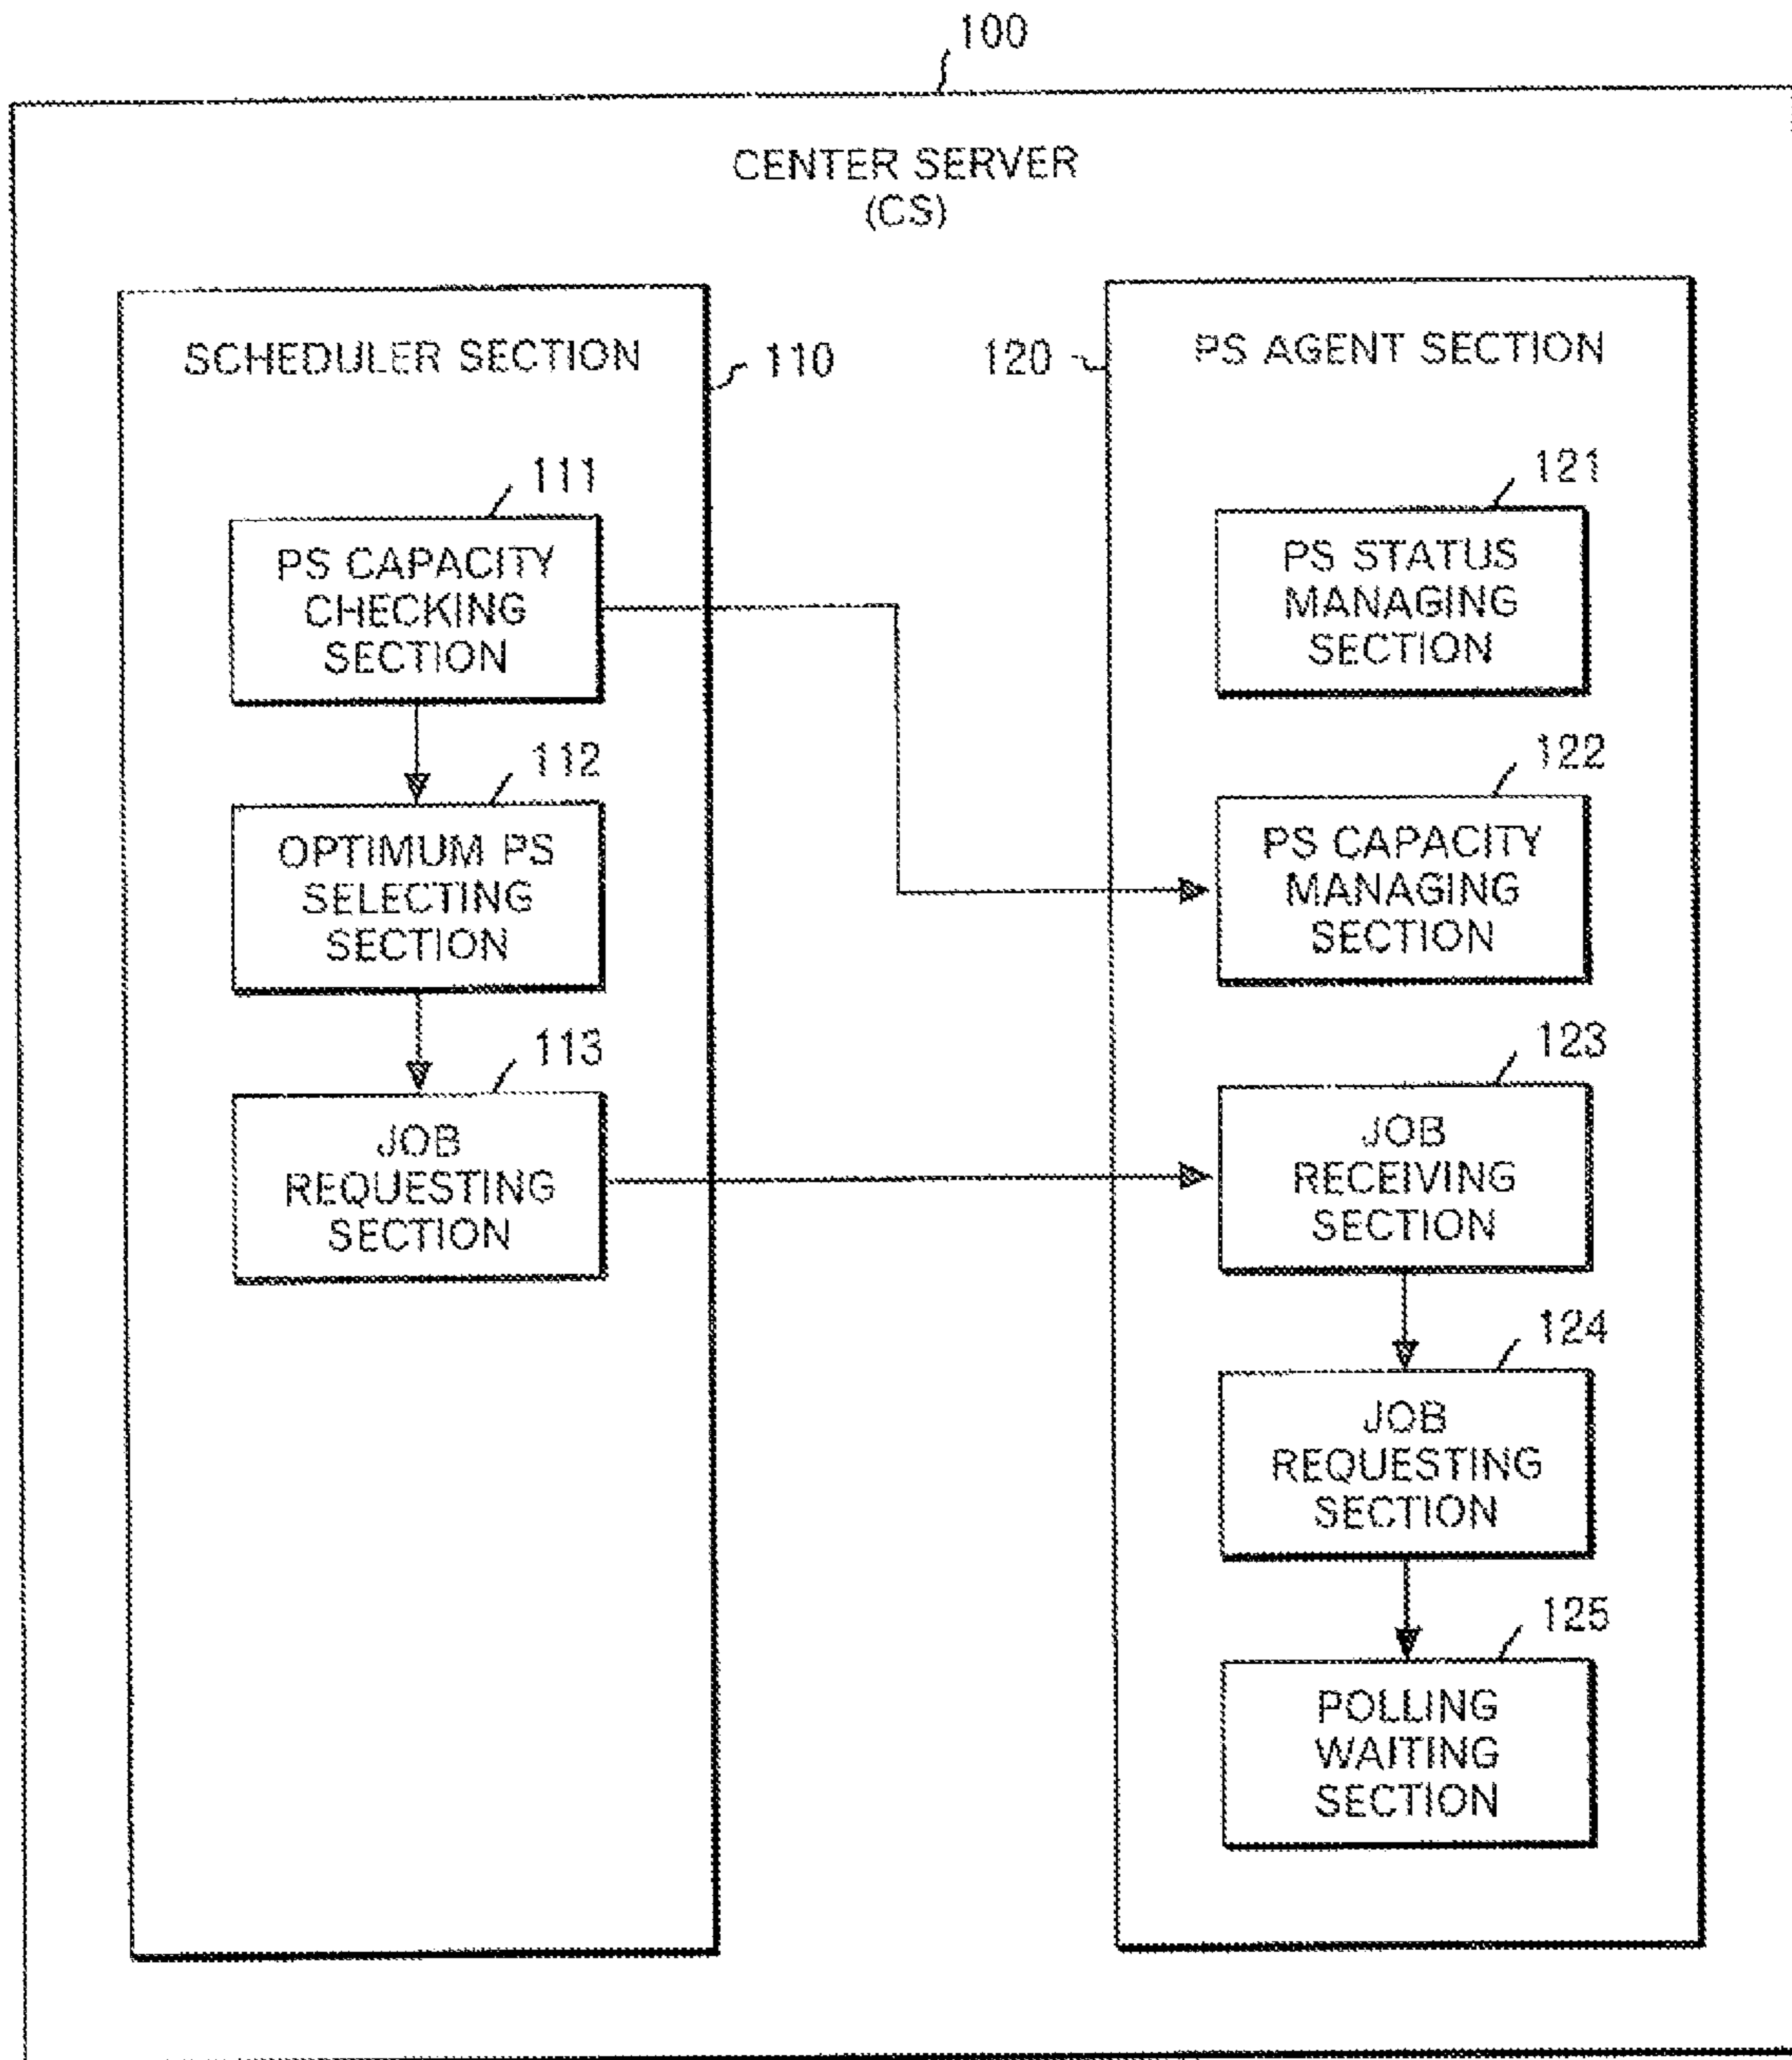 100
CENTER SERVER
(CS)
SCHEDULER SECTION
110
111
PS CAPACITY
CHECKING
SECTION
112
OPTIMUM PS
SELECTING
SECTION
113
JOB
REQUESTING
SECTION
120
PS AGENT SECTION
121
PS STATUS
MANAGING
SECTION
122
PS CAPACITY
MANAGING
SECTION
123
JOB
RECEIVING
SECTION
124
JOB
REQUESTING
SECTION
125
POLLING
WAITING
SECTION